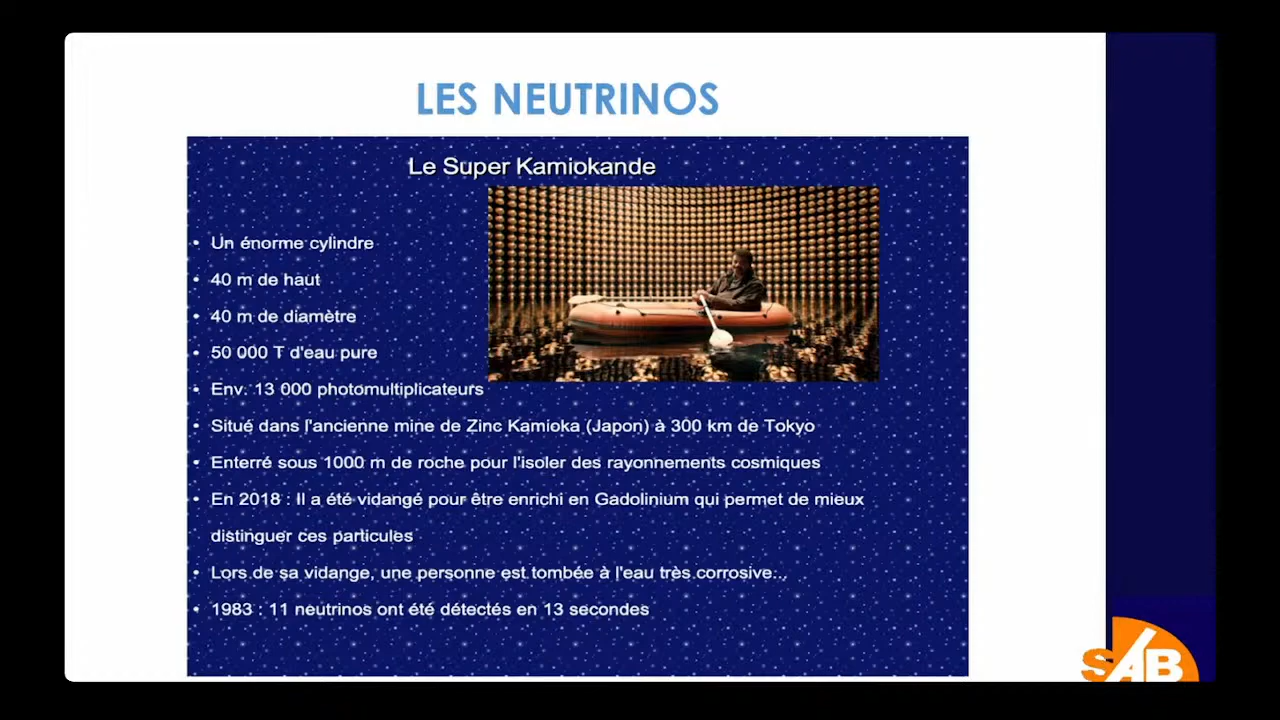 LES NEUTRINOS
Le Super Kamiokande
• Un énorme cylindre
• 40 m de haut
• 40 m de diamètre
• 50 000 T d'eau pure
• Env. 13 000 photomultiplicateurs
• Situé dans l'ancienne mine de Zinc Kamioka (Japon) à 300 km de Tokyo
• Enterré sous 1000 m de roche pour l'isoler des rayonnements cosmiques
• En 2018 : Il a été vidangé pour être enrichi en Gadolinium qui permet de mieux
distinguer ces particules
• Lors de sa vidange, une personne est tombée à l'eau très corrosive...
• 1983 : 11 neutrinos ont été détectés en 13 secondes
SAB